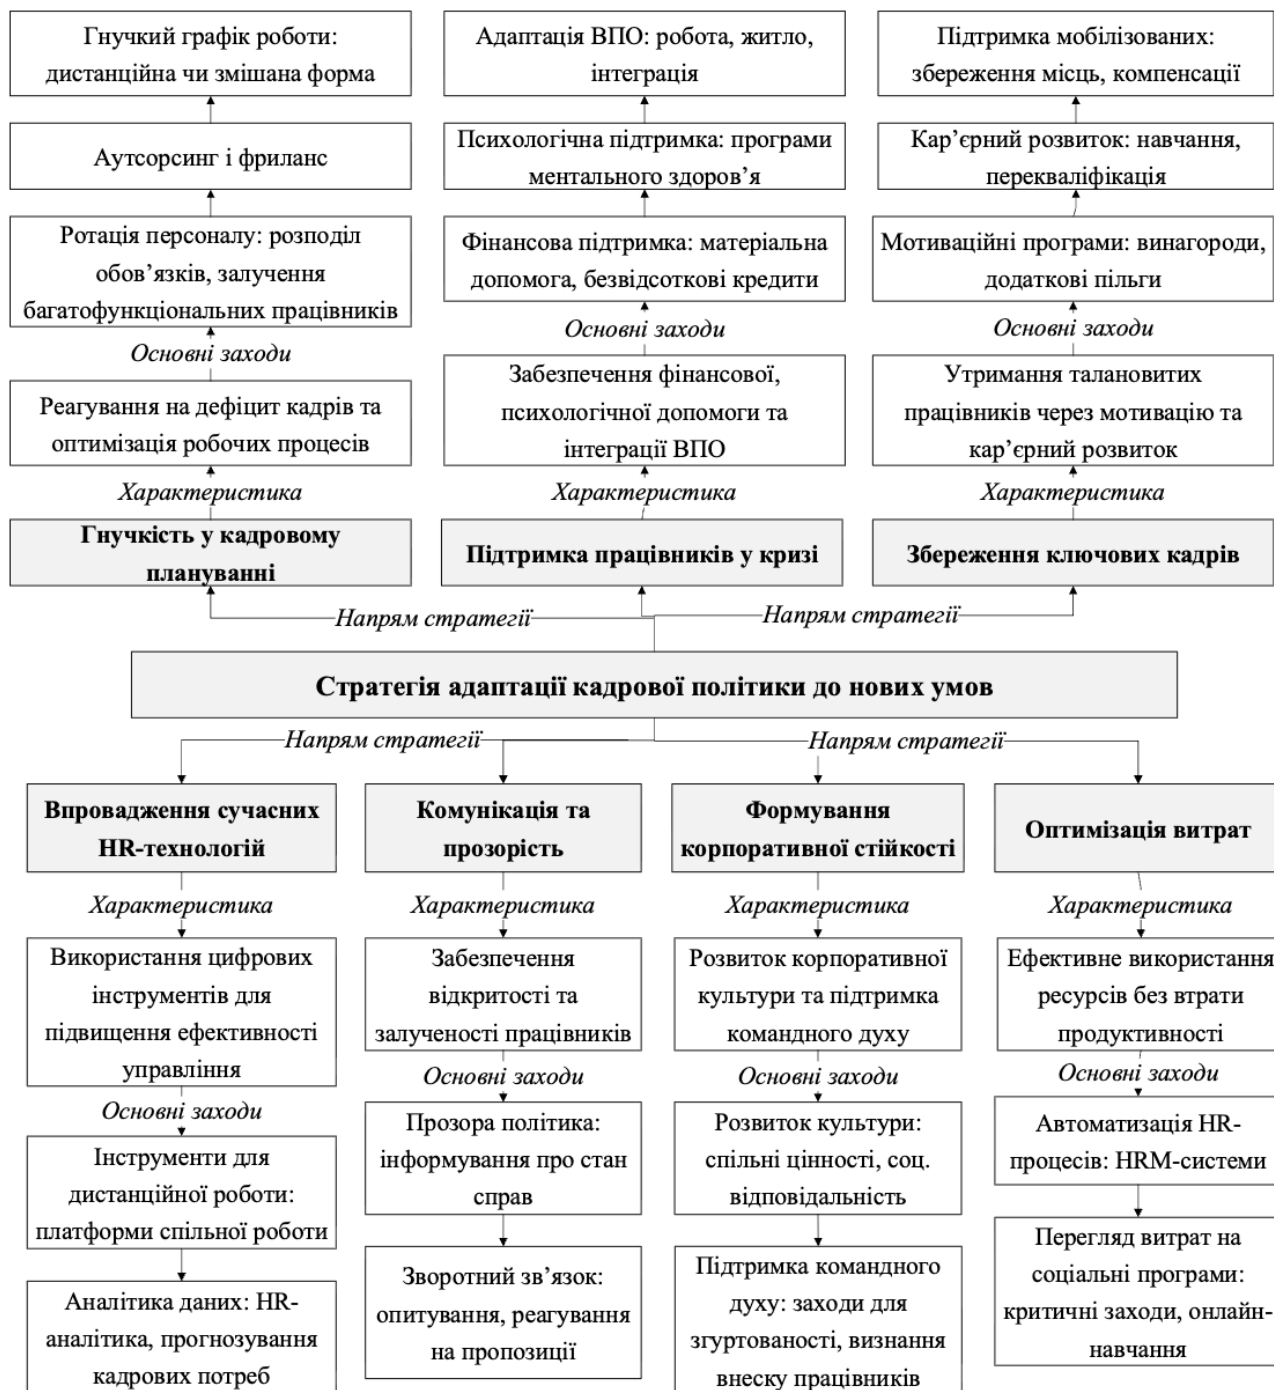 Гнучкий графік роботи:
дистанційна чи змішана форма
Адаптація ВПО: робота, житло,
інтеграція
Підтримка мобілізованих:
збереження місць, компенсації
Аутсорсинг і фриланс
Психологічна підтримка: програми
ментального здоров’я
Кар’єрний розвиток: навчання,
перекваліфікація
Ротація персоналу: розподіл
обов’язків, залучення
багатофункціональних працівників
Фінансова підтримка: матеріальна
допомога, безвідсоткові кредити
Мотиваційні програми: винагороди,
додаткові пільги
Основні заходи
Основні заходи
Основні заходи
Реагування на дефіцит кадрів та
оптимізація робочих процесів
Забезпечення фінансової,
психологічної допомоги та
інтеграції ВПО
Утримання талановитих
працівників через мотивацію та
кар’єрний розвиток
Характеристика
Характеристика
Характеристика
Гнучкість у кадровому
плануванні
Підтримка працівників у кризі
Збереження ключових кадрів
Напрям стратегії
Напрям стратегії
Стратегія адаптації кадрової політики до нових умов
Напрям стратегії
Напрям стратегії
Впровадження сучасних
HR-технологій
Комунікація та
прозорість
Формування
корпоративної стійкості
Оптимізація витрат
Характеристика
Характеристика
Характеристика
Характеристика
Використання цифрових
інструментів для
підвищення ефективності
управління
Забезпечення
відкритості та
залученості працівників
Розвиток корпоративної
культури та підтримка
командного духу
Ефективне використання
ресурсів без втрати
продуктивності
Основні заходи
Основні заходи
Основні заходи
Основні заходи
Інструменти для
дистанційної роботи:
платформи спільної роботи
Прозора політика:
інформування про стан
справ
Розвиток культури:
спільні цінності, соц.
відповідальність
Автоматизація HR-
процесів: HRM-системи
Аналітика даних: HR-
аналітика, прогнозування
кадрових потреб
Зворотний зв’язок:
опитування, реагування
на пропозиції
Підтримка командного
духу: заходи для
згуртованості, визнання
внеску працівників
Перегляд витрат на
соціальні програми:
критичні заходи, онлайн-
навчання